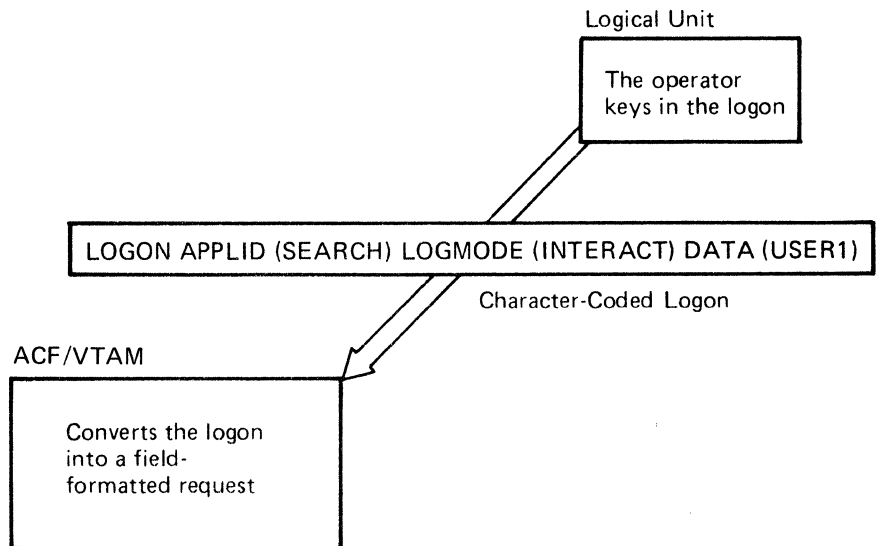 Logical Unit
The operator
keys in the logon
LOGON APPLID (SEARCH) LOGMODE (INTERACT) DATA (USER1)
Character-Coded Logon
ACF/VTAM
Converts the logon
into a field-
formatted request